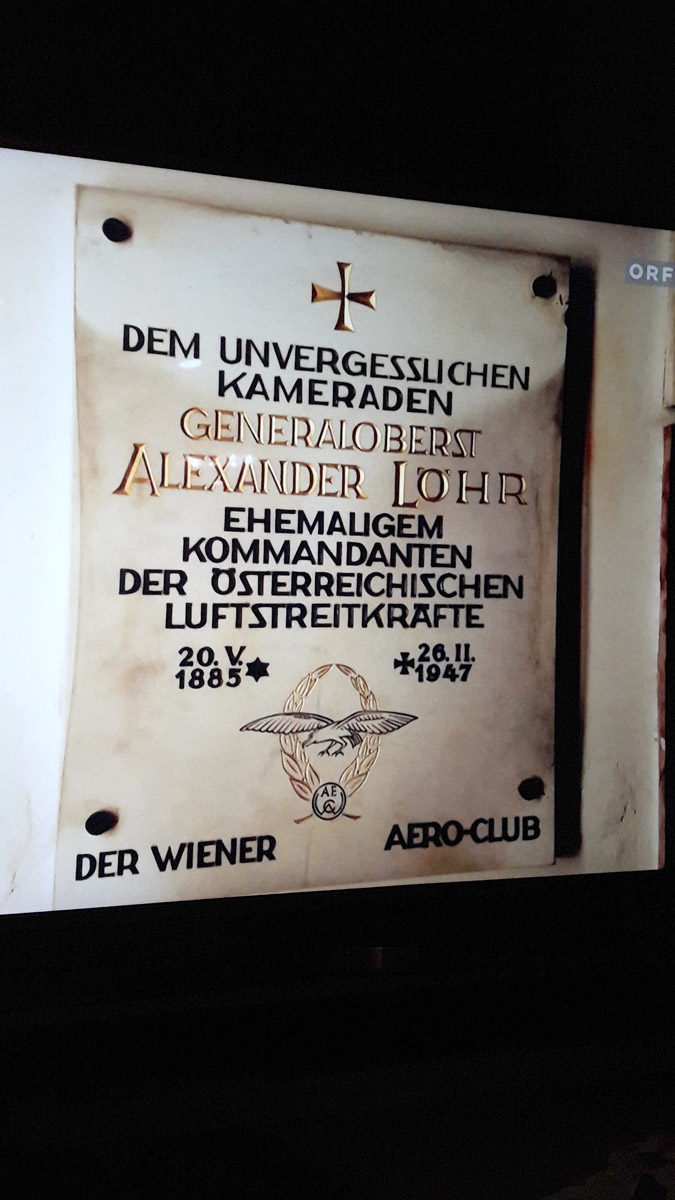 ORF
DEM UNVERGESSLICHEN
KAMERADEN
GENERALOBERST
ALEXANDER LÖHR
EHEMALIGEM
KOMMANDANTEN
DER ÖSTERREICHISCHEN
LUFTSTREITKRÄFTE
20. V. 26. II.
1885 1947
AE
C
DER WIENER AERO-CLUB